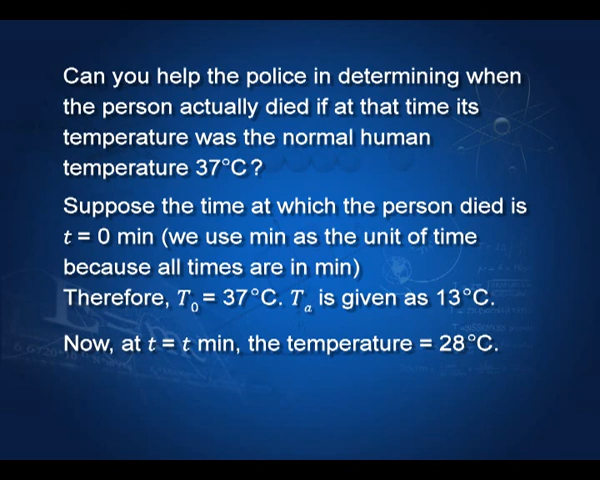 Can you help the police in determining when
the person actually died if at that time its
temperature was the normal human
temperature 37°C?
Suppose the time at which the person died is
t = 0 min (we use min as the unit of time
because all times are in min)
Therefore, T₀ = 37°C. Tₐ is given as 13°C.
Now, at t = t min, the temperature = 28°C.